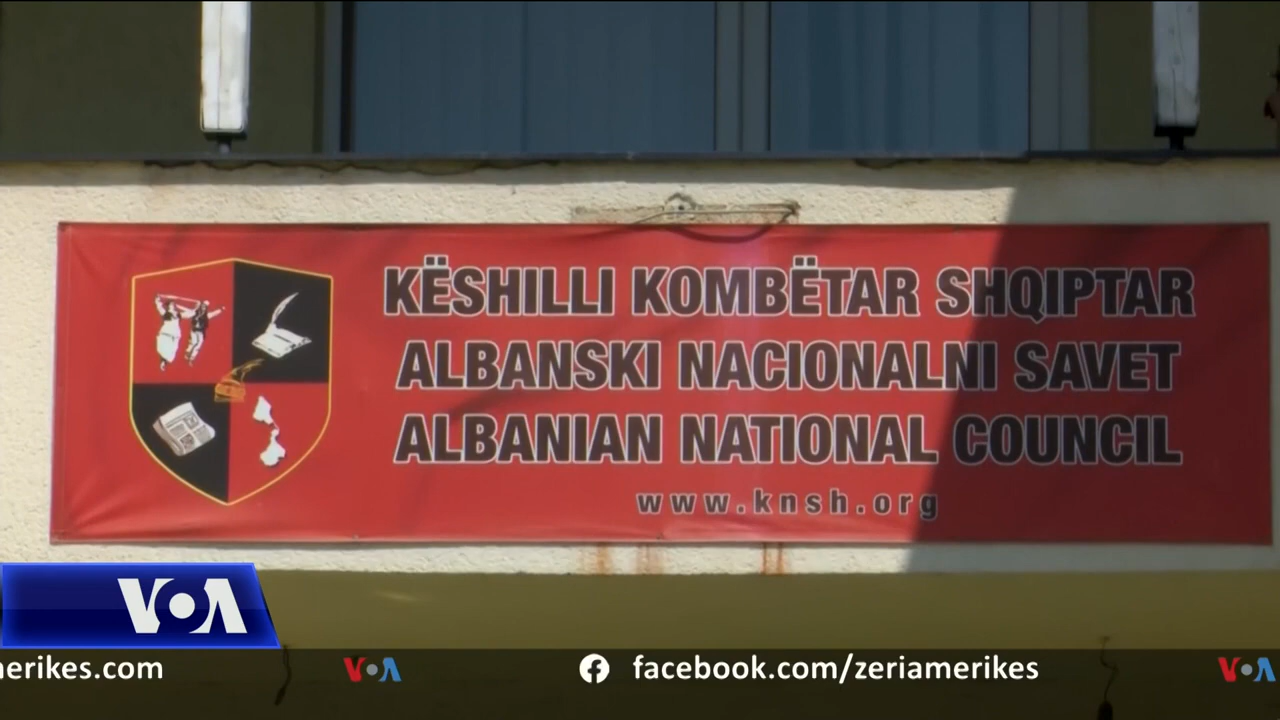 KËSHILLI KOMBËTAR SHQIPTAR
ALBANSKI NACIONALNI SAVET
ALBANIAN NATIONAL COUNCIL
www.knsh.org
VOA
merikes.com VOA facebook.com/zeriamerikes VOA